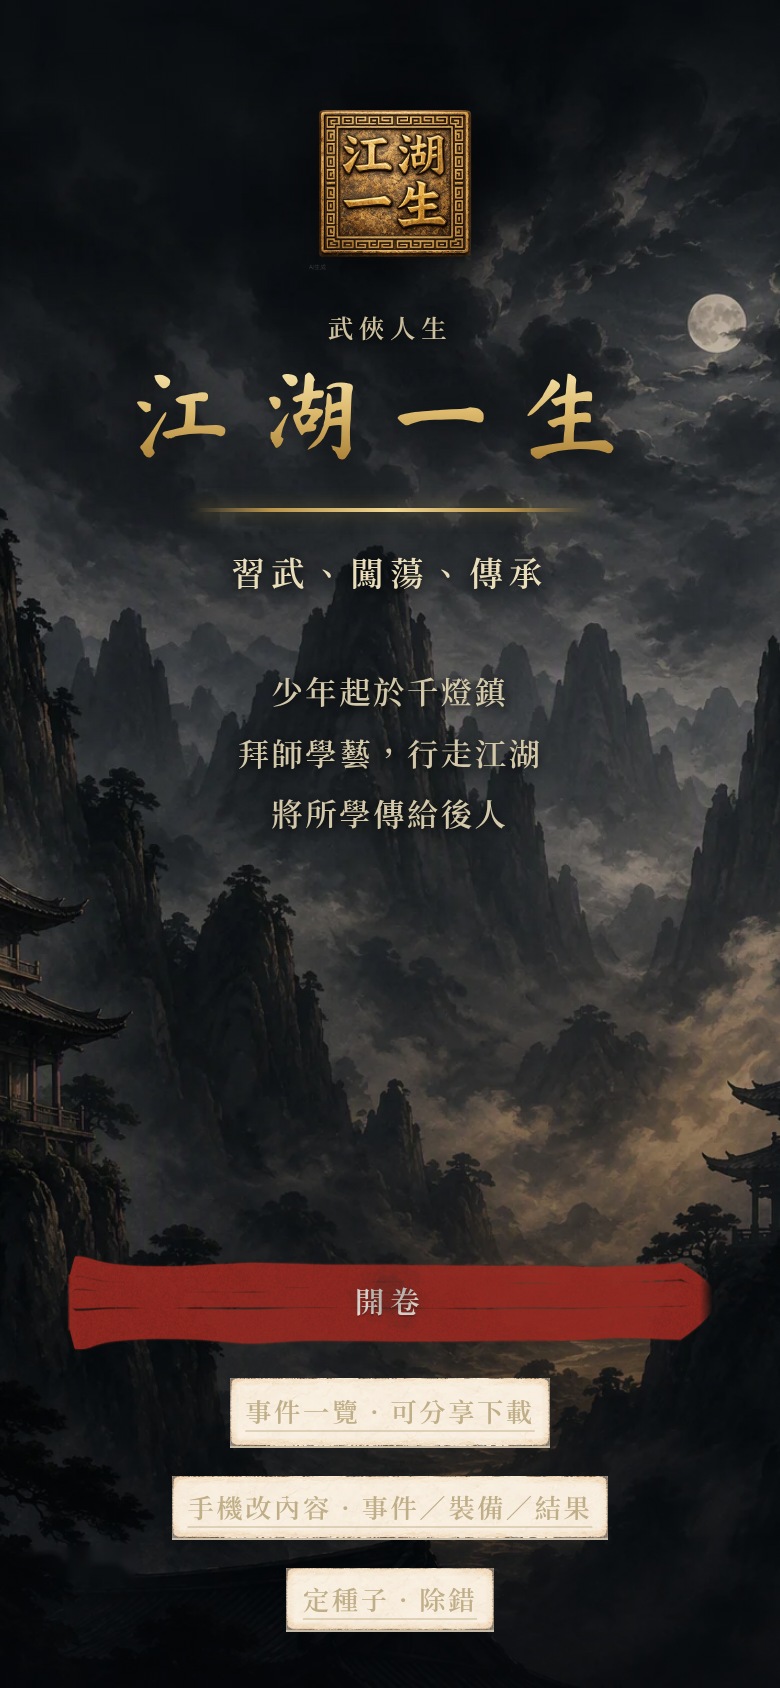 江湖
一生
武俠人生
江湖一生
習武、闖蕩、傳承
少年起於千燈鎮
拜師學藝，行走江湖
將所學傳給後人
開卷
事件一覽·可分享下載
手機改內容·事件／裝備／結果
定種子·除錯